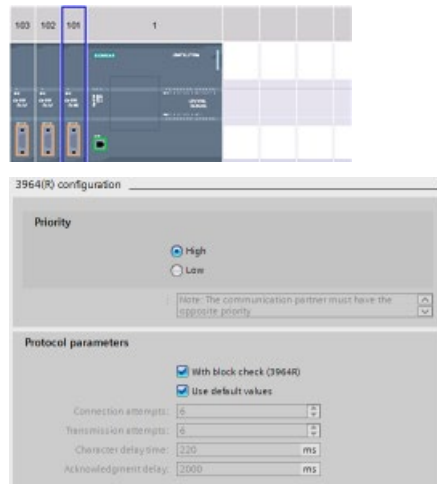 103 102 101 1
SIEMENS
3964(R) configuration
Priority
High
Low
Note: The communication partner must have the
opposite priority
Protocol parameters
With block check (3964R)
Use default values
Connection attempts: 6
Transmission attempts: 6
Character delay time: 220 ms
Acknowledgment delay: 2000 ms